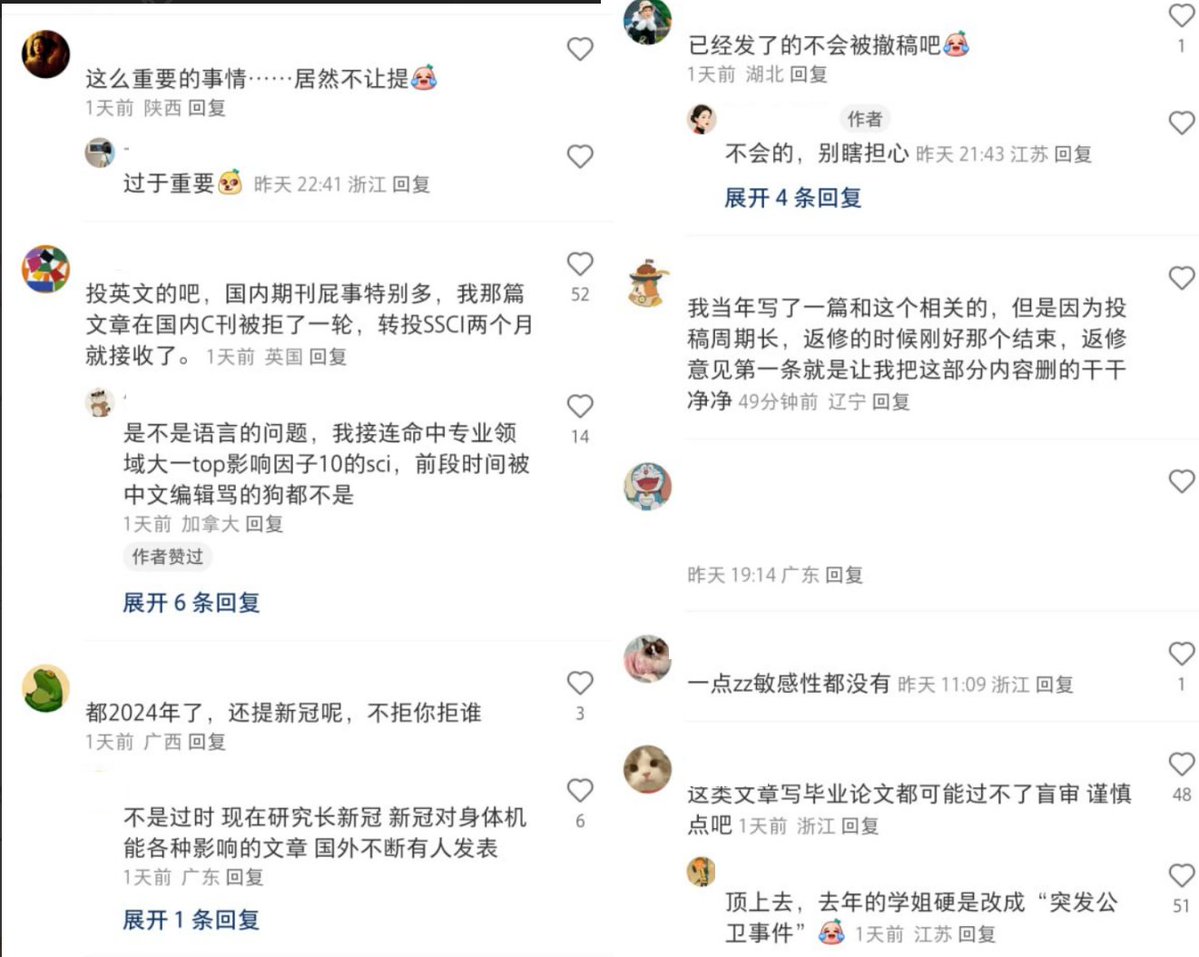 这么重要的事情……居然不让提
1天前 陕西 回复
过于重要 昨天 22:41 浙江 回复
投英文的吧，国内期刊屁事特别多，我那篇
52
文章在国内C刊被拒了一轮，转投SSCI两个月
就接收了。 1天前 英国 回复
是不是语言的问题，我接连命中专业领
14
域大一top影响因子10的sci，前段时间被
中文编辑骂的狗都不是
1天前 加拿大 回复
作者赞过
展开 6 条回复
都2024年了，还提新冠呢，不拒你拒谁
3
1天前 广西 回复
不是过时 现在研究长新冠 新冠对身体机
6
能各种影响的文章 国外不断有人发表
1天前 广东 回复
展开 1 条回复
已经发了的不会被撤稿吧
1
1天前 湖北 回复
作者
不会的，别瞎担心 昨天 21:43 江苏 回复
展开 4 条回复
我当年写了一篇和这个相关的，但是因为投
稿周期长，返修的时候刚好那个结束，返修
意见第一条就是让我把这部分内容删的干干
净净 49分钟前 辽宁 回复
昨天 19:14 广东 回复
一点zz敏感性都没有 昨天 11:09 浙江 回复
1
这类文章写毕业论文都可能过不了盲审 谨慎
48
点吧 1天前 浙江 回复
顶上去，去年的学姐硬是改成“突发公
51
卫事件” 1天前 江苏 回复